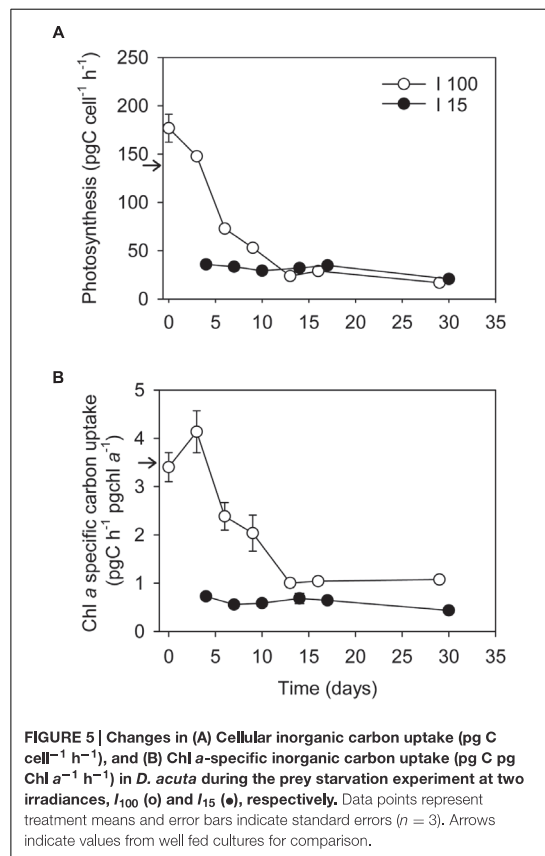 A
Photosynthesis (pgC cell⁻¹ h⁻¹)
250
200
150
100
50
0
I 100
I 15
0 5 10 15 20 25 30 35
B
Chl a specific carbon uptake
(pgC h⁻¹ pgchl a⁻¹)
5
4
3
2
1
0
0 5 10 15 20 25 30 35
Time (days)
FIGURE 5 | Changes in (A) Cellular inorganic carbon uptake (pg C
cell⁻¹ h⁻¹), and (B) Chl a-specific inorganic carbon uptake (pg C pg
Chl a⁻¹ h⁻¹) in D. acuta during the prey starvation experiment at two
irradiances, I₁₀₀ (o) and I₁₅ (•), respectively. Data points represent
treatment means and error bars indicate standard errors (n = 3). Arrows
indicate values from well fed cultures for comparison.